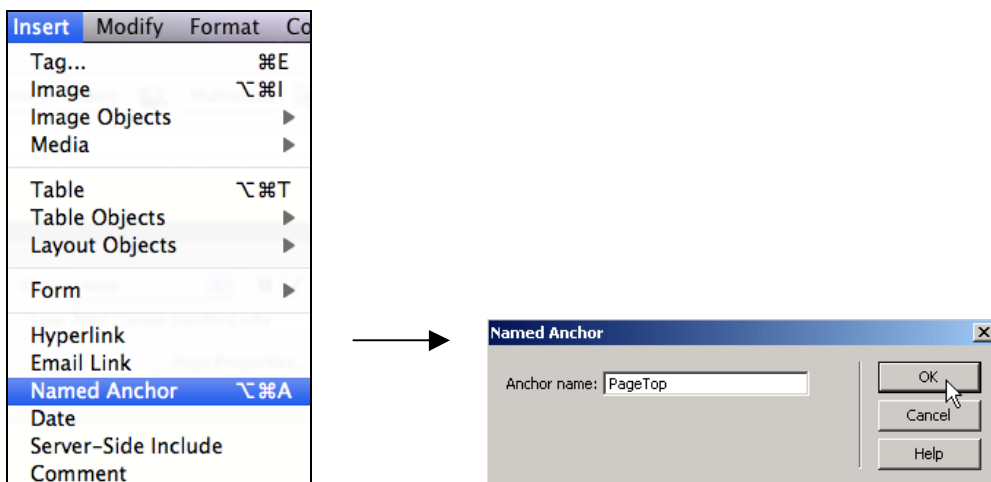 Insert Modify Format Co
Tag... ⌘E
Image ⌥⌘I
Image Objects ▶
Media ▶
Table ⌥⌘T
Table Objects ▶
Layout Objects ▶
Form ▶
Hyperlink
Email Link
Named Anchor ⌥⌘A
Date
Server-Side Include
Comment
Named Anchor
Anchor name: PageTop
OK
Cancel
Help